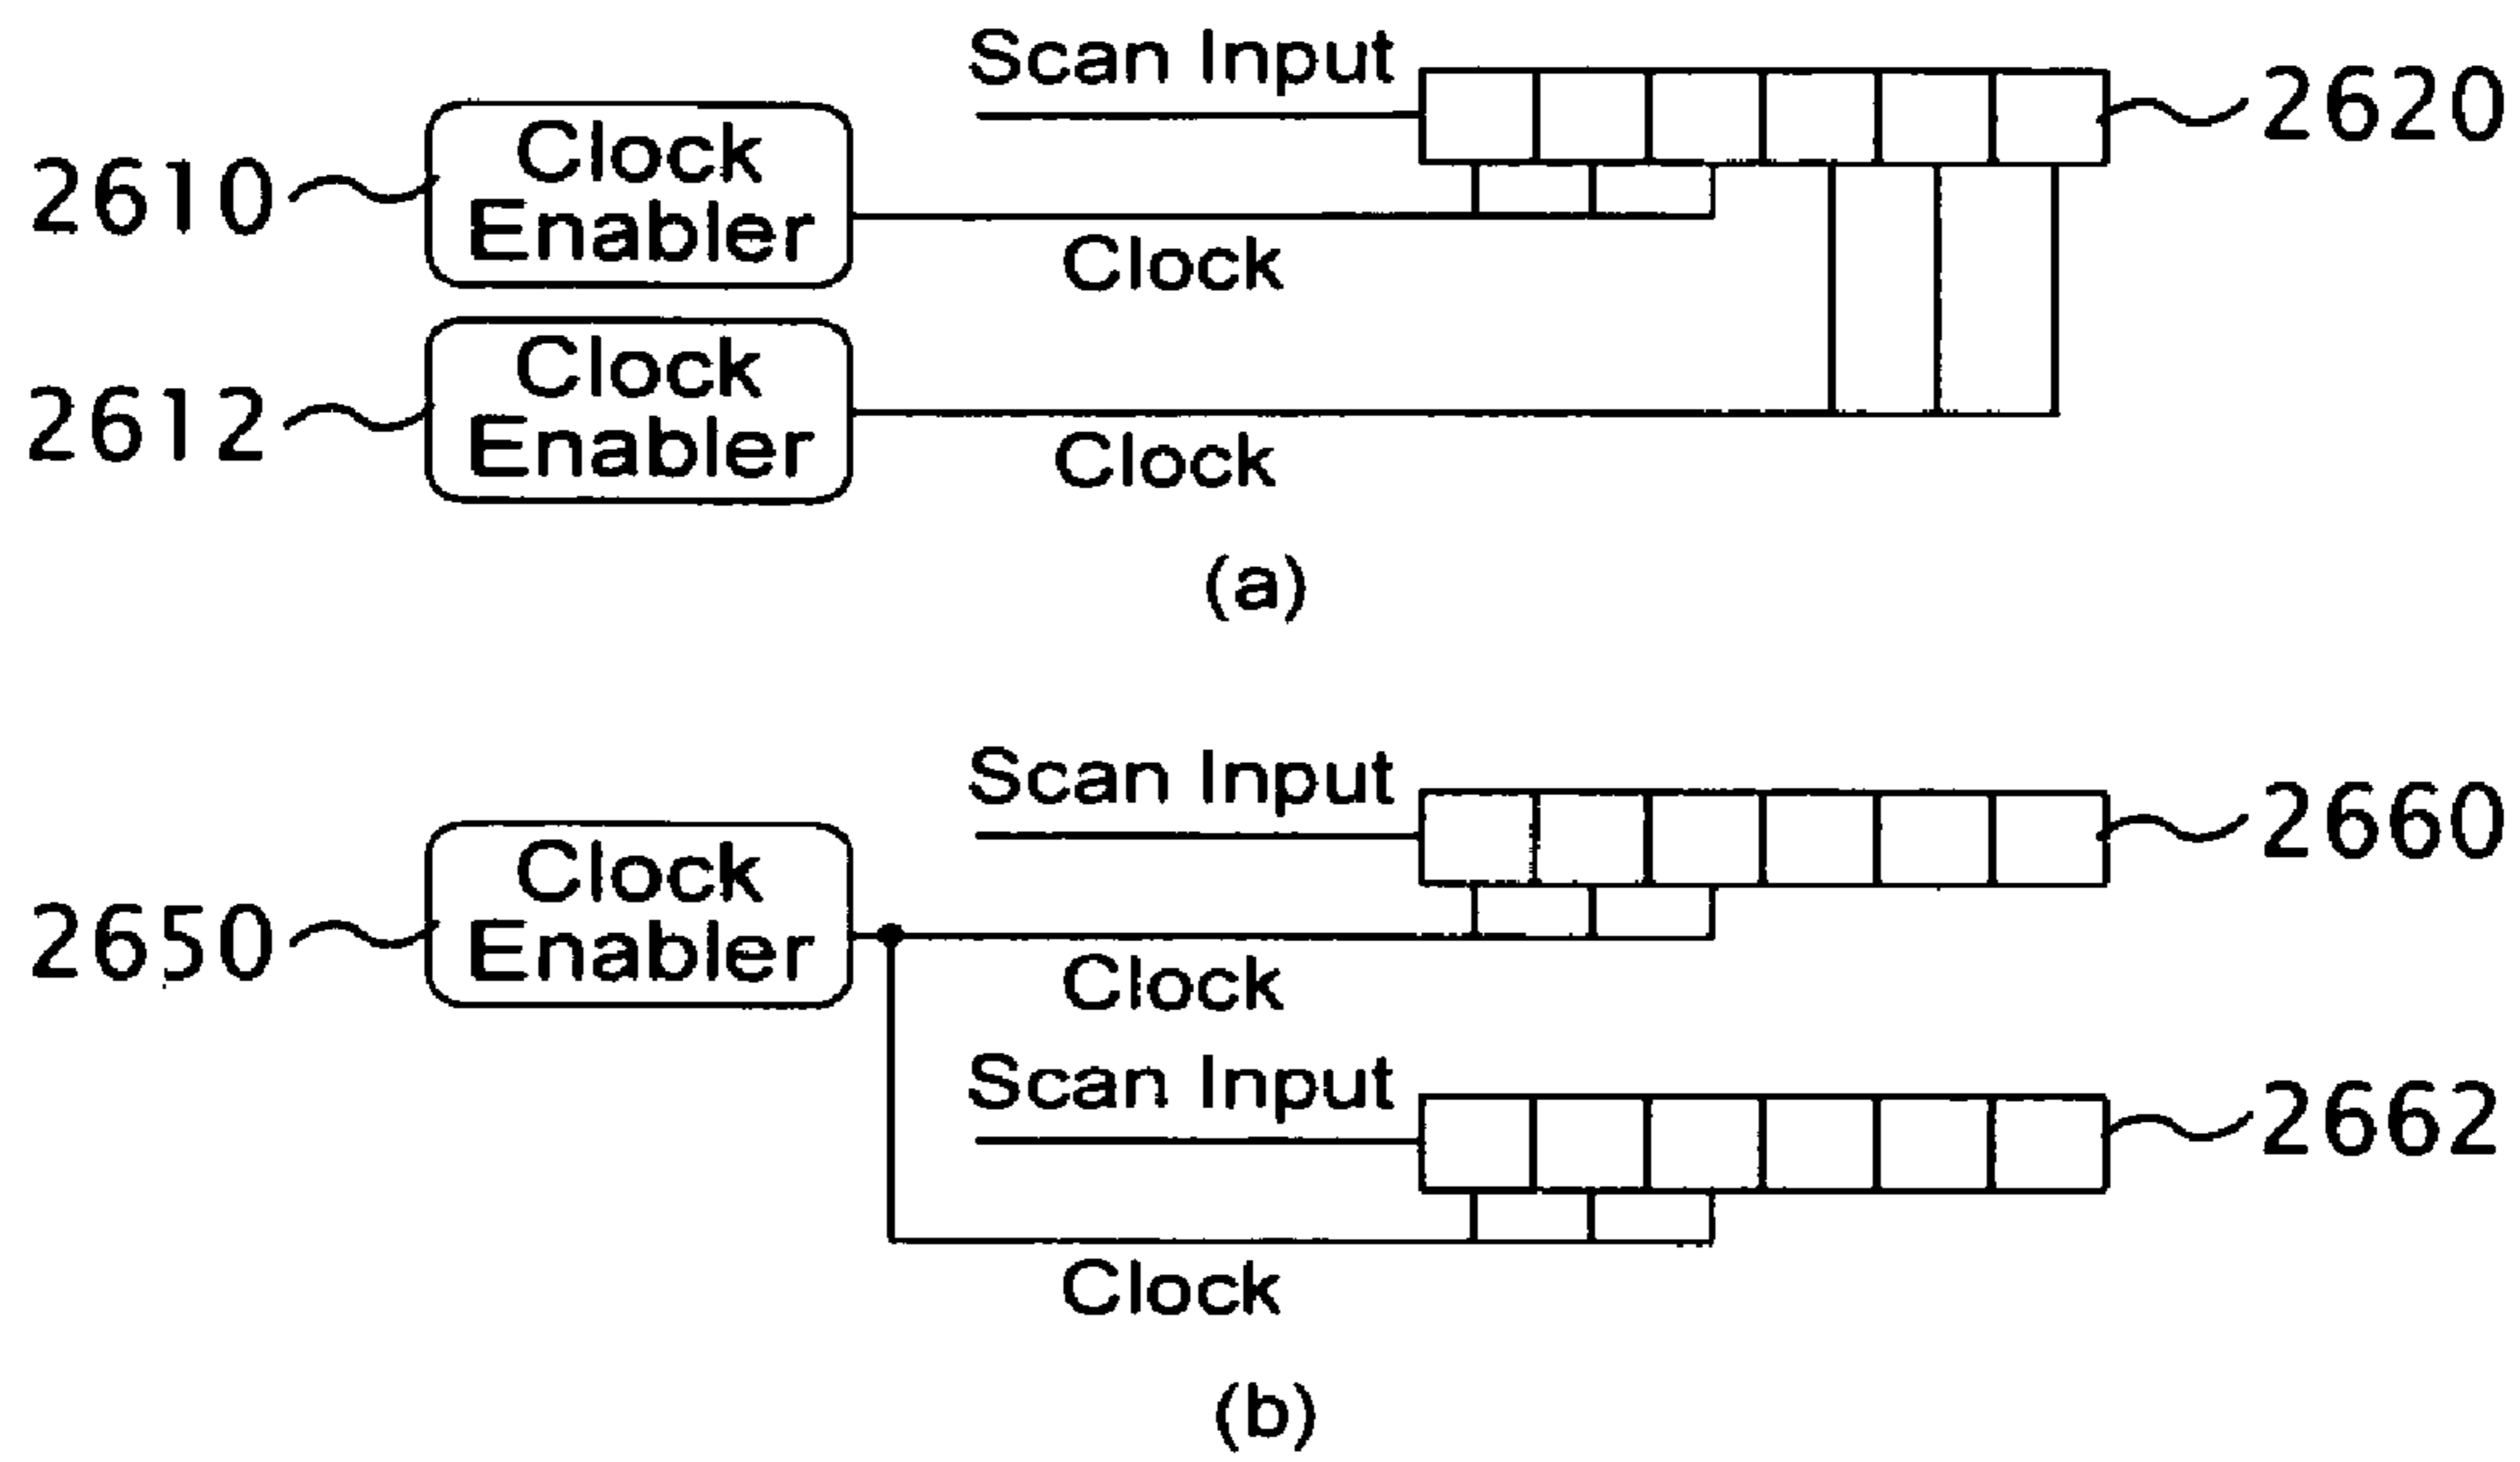 Scan Input
2620
Clock
Enabler
2610
Clock
Clock
Enabler
2612
Clock
(a)
Scan Input
2660
Clock
Enabler
2650
Clock
Scan Input
2662
Clock
(b)